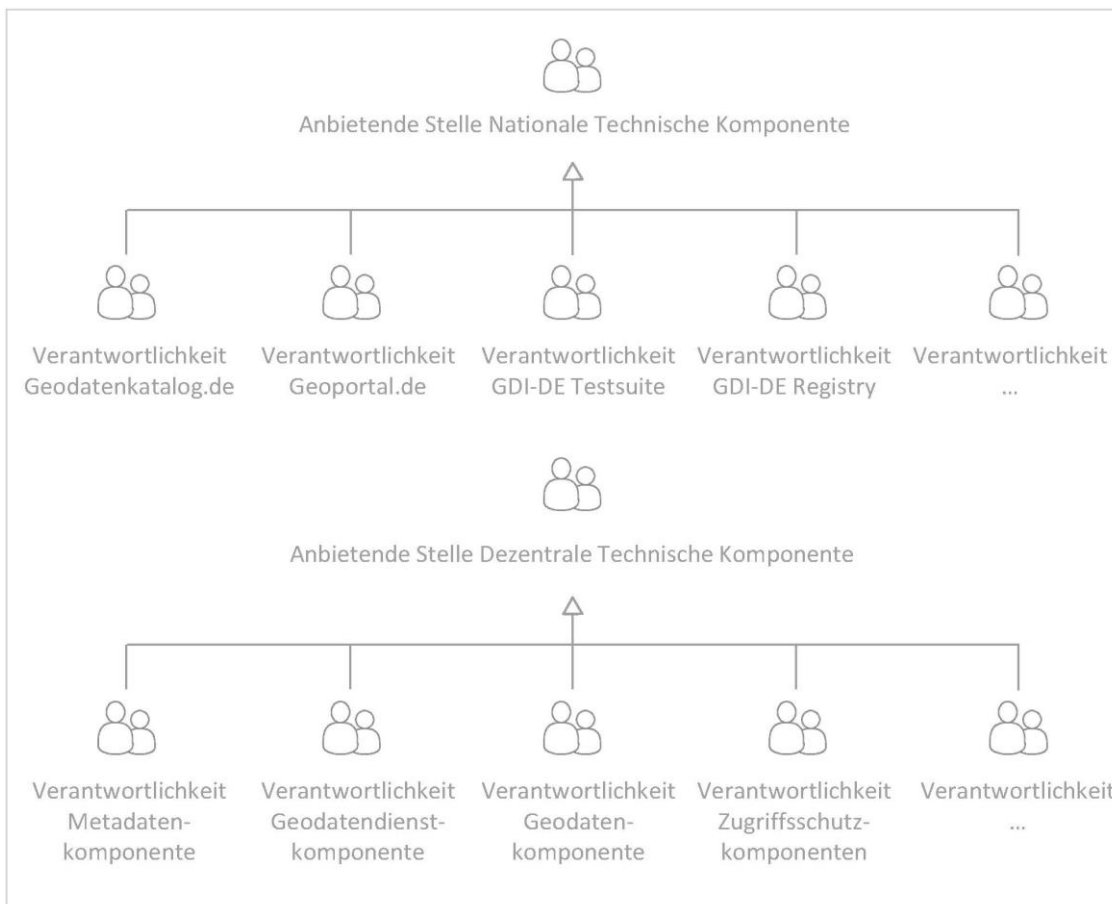 Anbietende Stelle Nationale Technische Komponente
Verantwortlichkeit Verantwortlichkeit Verantwortlichkeit Verantwortlichkeit Verantwortlichkeit
Geodatenkatalog.de Geoportal.de GDI-DE Testsuite GDI-DE Registry ...
Anbietende Stelle Dezentrale Technische Komponente
Verantwortlichkeit Verantwortlichkeit Verantwortlichkeit Verantwortlichkeit Verantwortlichkeit
Metadaten- Geodatendienst- Geodaten- Zugriffsschutz- ...
komponente komponente komponente komponenten